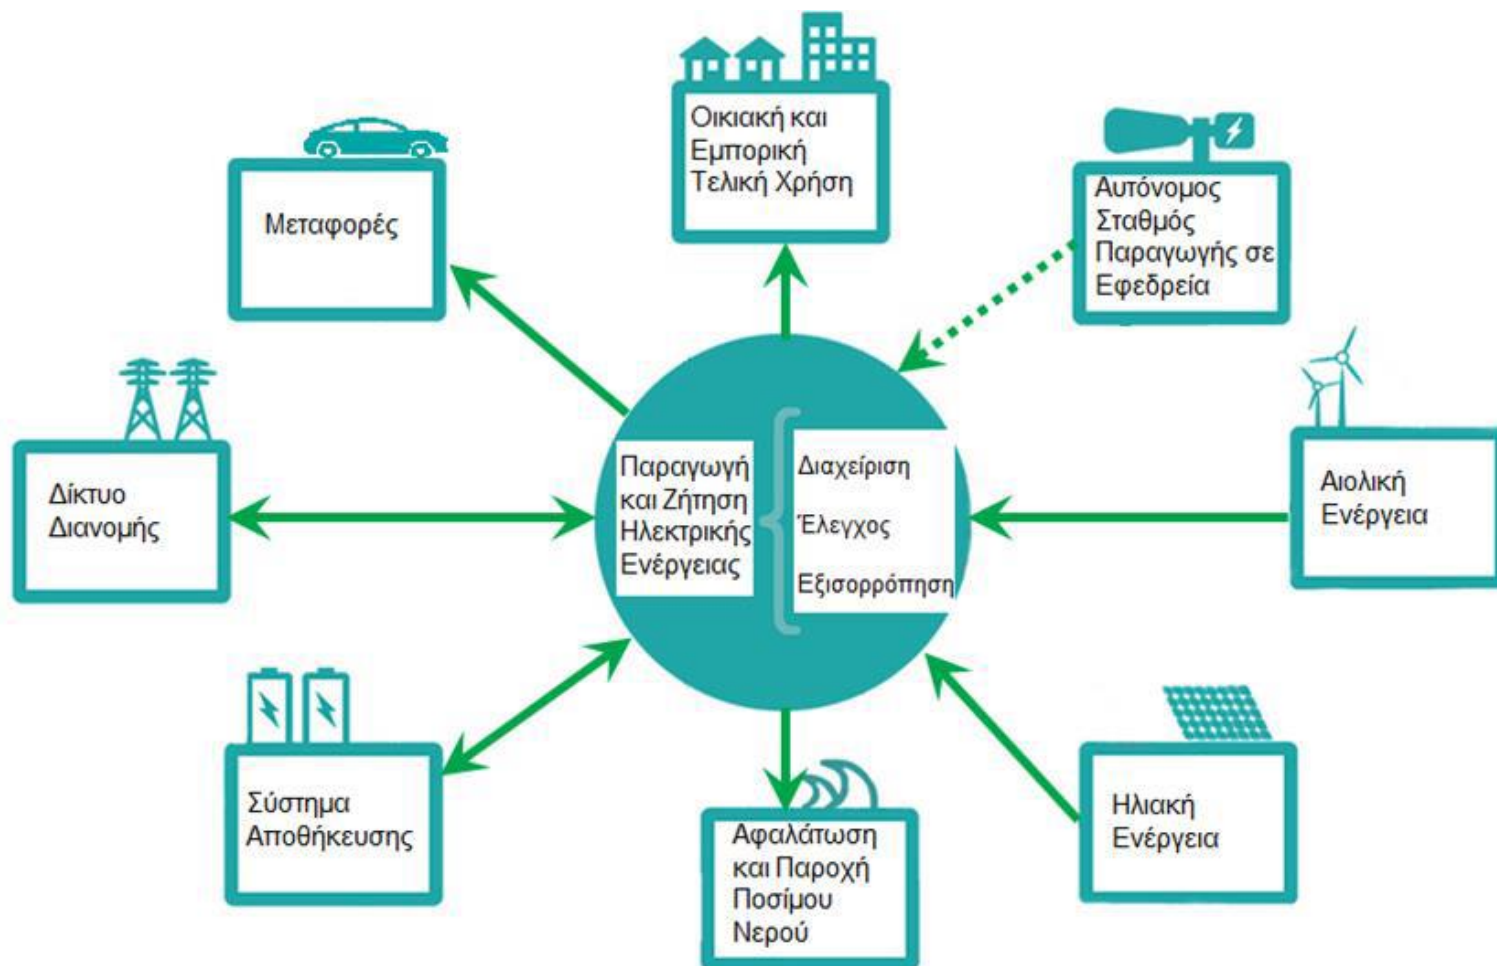 Οικιακή και
Εμπορική
Τελική Χρήση
Αυτόνομος
Σταθμός
Παραγωγής σε
Εφεδρεία
Μεταφορές
Δίκτυο
Διανομής
Παραγωγή
και Ζήτηση
Ηλεκτρικής
Ενέργειας
Διαχείριση
Έλεγχος
Εξισορρόπηση
Αιολική
Ενέργεια
Σύστημα
Αποθήκευσης
Αφαλάτωση
και Παροχή
Ποσίμου
Νερού
Ηλιακή
Ενέργεια